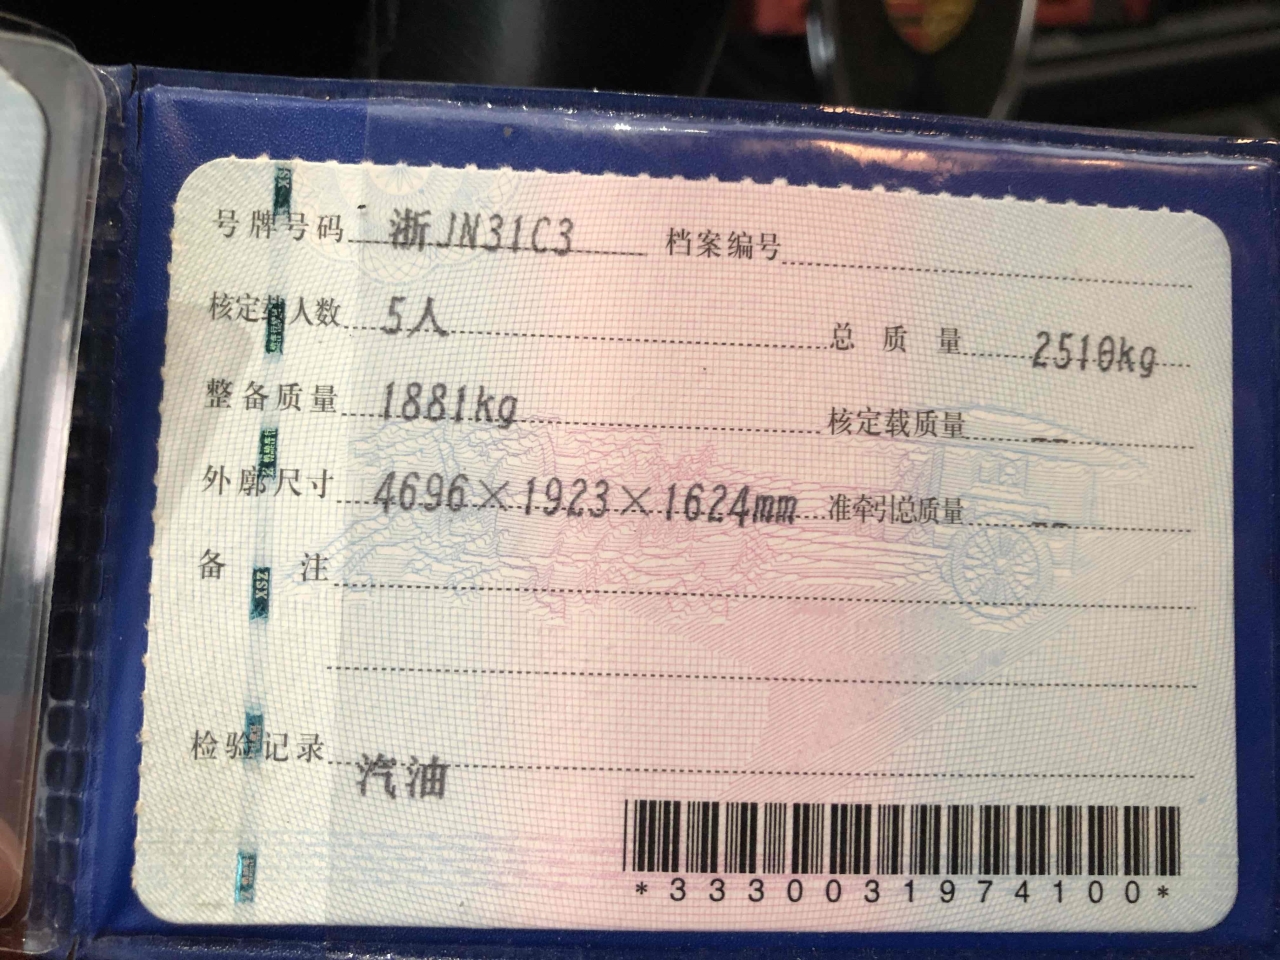 号牌号码 浙JN31C3 档案编号
核定载人数 5人 总质量 2510kg
整备质量 1881kg 核定载质量 --
外廓尺寸 4696×1923×1624mm 准牵引总质量 --
备注
检验记录 汽油
*3330031974100*
XSZ